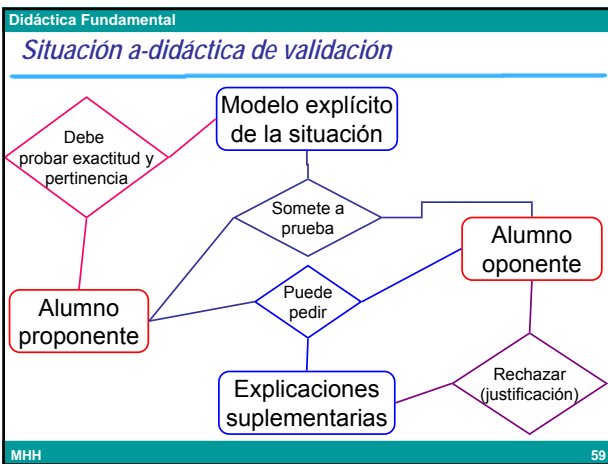 Didáctica Fundamental
Situación a-didáctica de validación
Modelo explícito
de la situación
Debe
probar exactitud y
pertinencia
Somete a
prueba
Alumno
oponente
Puede
pedir
Alumno
proponente
Explicaciones
suplementarias
Rechazar
(justificación)
MHH 59